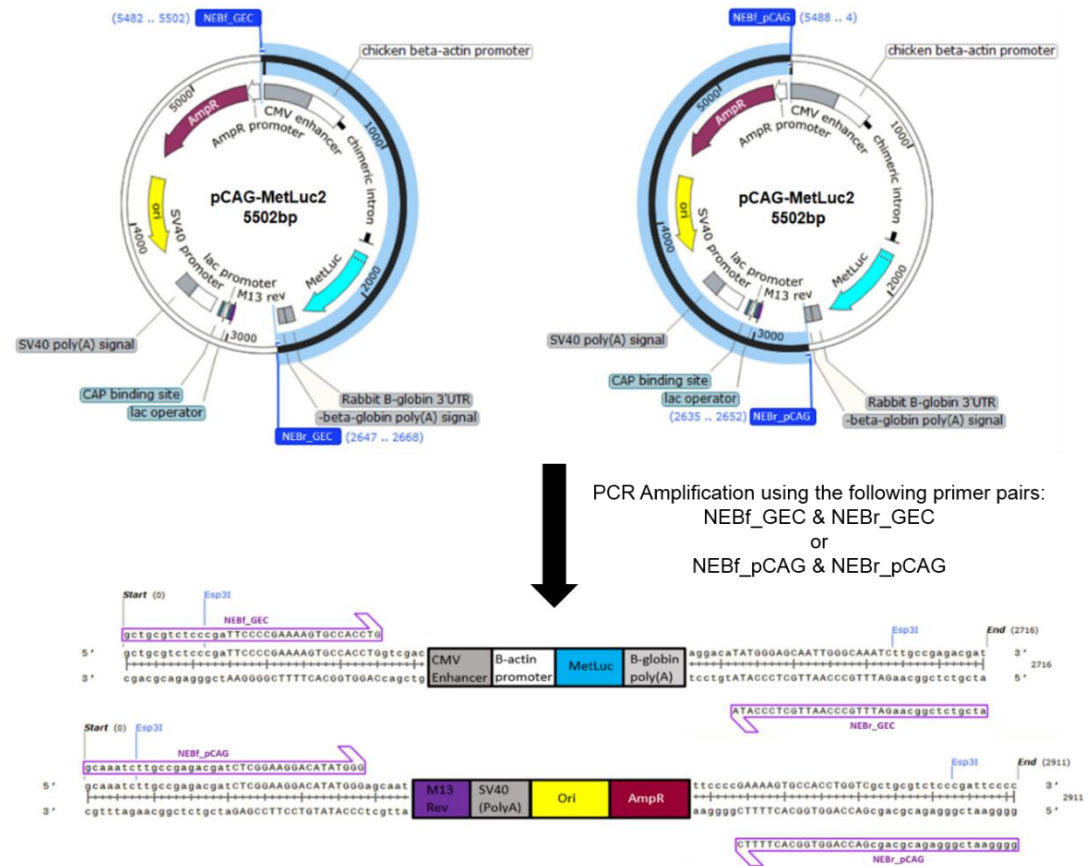 (5482 .. 5502) NEBf_GEC
chicken beta-actin promoter
5000
1000
AmpR
AmpR promoter
CMV enhancer
chimeric intron
pCAG-MetLuc2
5502bp
ori
4000
SV40 promoter
lac promoter
M13 rev
MetLuc
2000
3000
SV40 poly(A) signal
CAP binding site
lac operator
Rabbit B-globin 3'UTR
-beta-globin poly(A) signal
NEBr_GEC (2647 .. 2668)
NEBf_pCAG (5488 .. 4)
chicken beta-actin promoter
5000
1000
AmpR
AmpR promoter
CMV enhancer
chimeric intron
pCAG-MetLuc2
5502bp
ori
4000
SV40 promoter
lac promoter
M13 rev
MetLuc
2000
3000
SV40 poly(A) signal
CAP binding site
lac operator
Rabbit B-globin 3'UTR
-beta-globin poly(A) signal
(2635 .. 2652) NEBr_pCAG
PCR Amplification using the following primer pairs:
NEBf_GEC & NEBr_GEC
or
NEBf_pCAG & NEBr_pCAG
Start (0) Esp3I
NEBf_GEC
gctgcgtctcccgaTTCCCCGAAAAGTGCCACCTG
Esp3I End (2716)
5' gctgcgtctcccgaTTCCCCGAAAAGTGCCACCTGgtcgac CMV Enhancer B-actin promoter MetLuc B-globin poly(A) aggacaTATGGGAGCAATTGGGCAAATCttgccgagacgat 3'
2716
3' cgacgcagagggctAAGGGGCTTTTCACGGTGGACcagctg tcctgtATACCCTCGTTAACCCGTTTAGaacggctctgcta 5'
ATACCCTCGTTAACCCGTTTAGaacggctctgcta
NEBr_GEC
Start (0) Esp3I
NEBf_pCAG
gcaaatcttgccgagacgatCTCGGAAGGACATATGGG
Esp3I End (2911)
5' gcaaatcttgccgagacgatCTCGGAAGGACATATGGGagcaat M13 Rev SV40 (PolyA) Ori AmpR ttccccGAAAAGTGCCACCTGGTCgctgcgtctcccgattcccc 3'
2911
3' cgtttagaacggctctgctaGAGCCTTCCTGTATACCCtcgtta aaggggCTTTTCACGGTGGACCAGcgacgcagagggctaagggg 5'
CTTTTCACGGTGGACCAGcgacgcagagggctaagggg
NEBr_pCAG